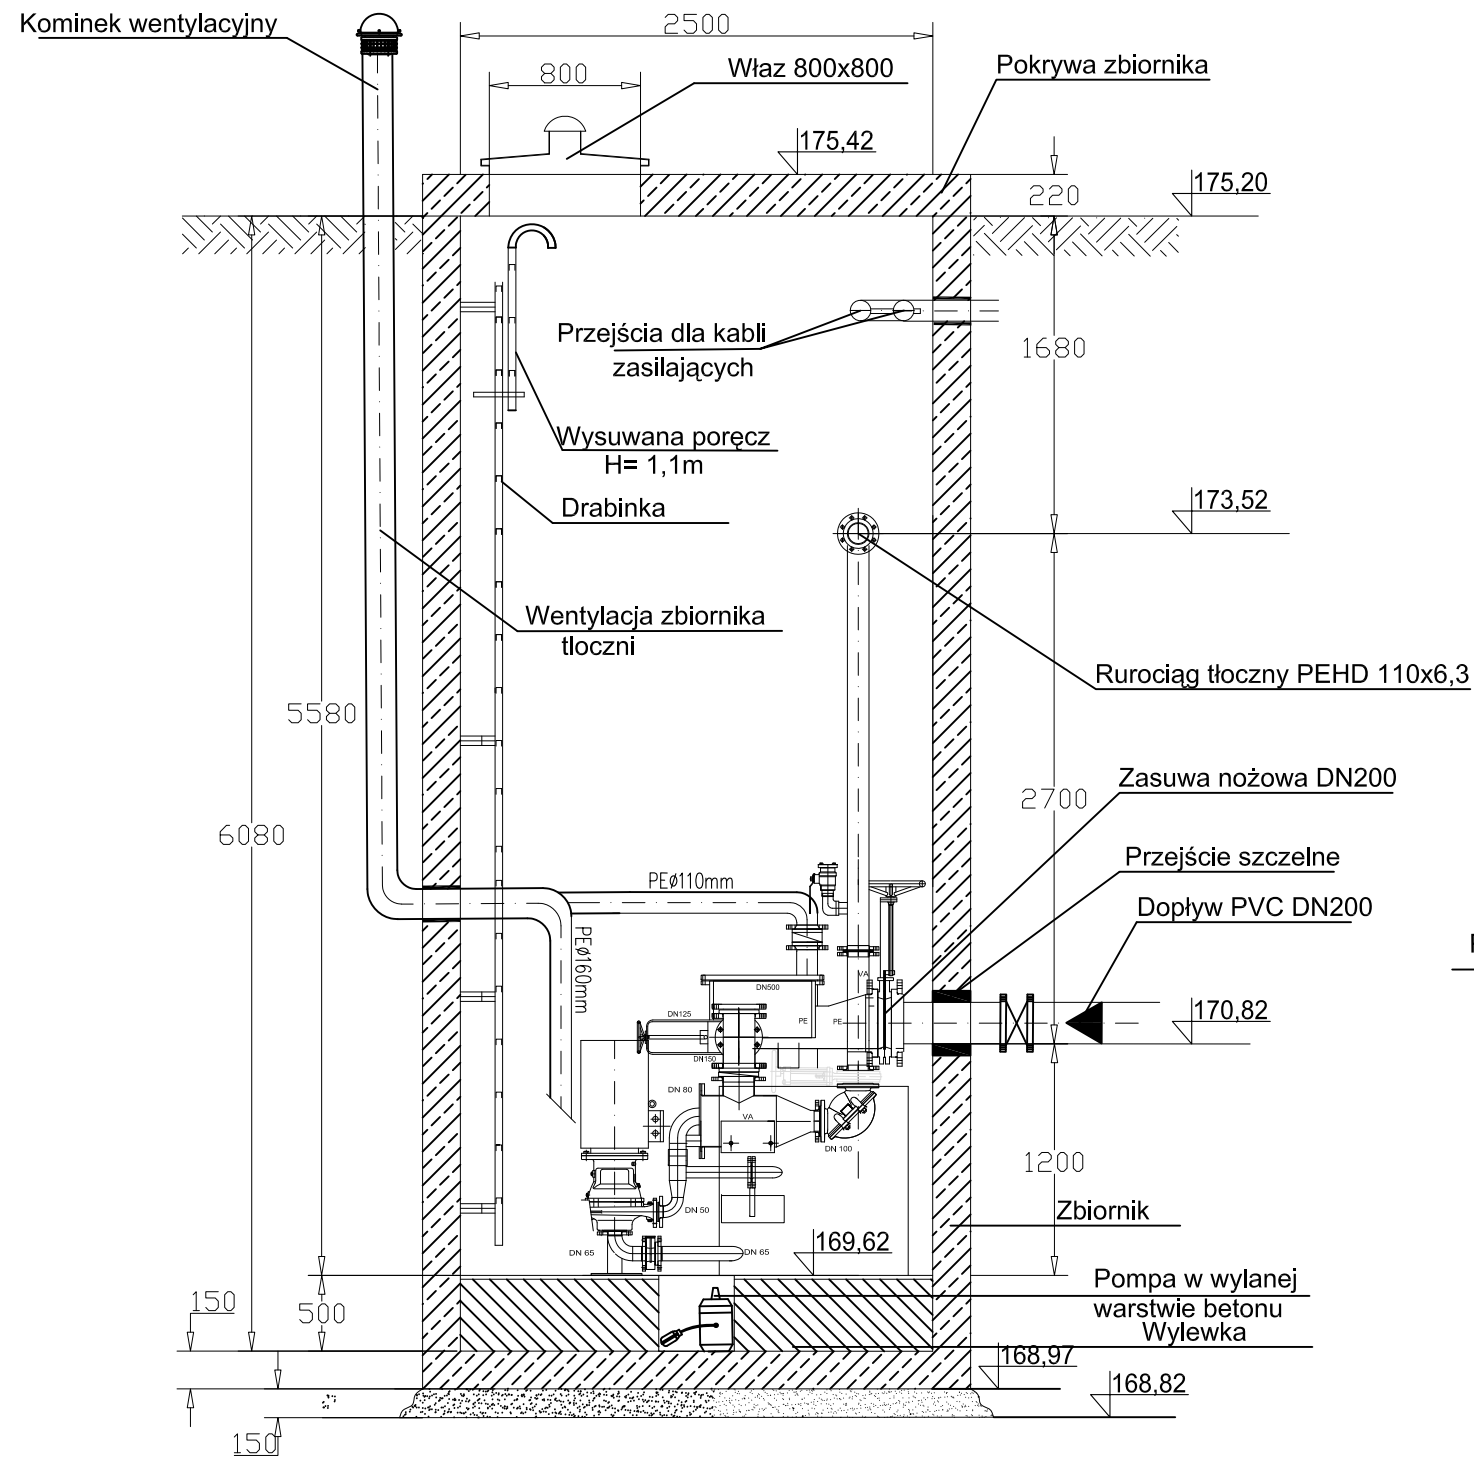 Kominek wentylacyjny
2500
800
Właz 800x800
Pokrywa zbiornika
175,42
220
175,20
Przejścia dla kabli
zasilających
1680
Wysuwana poręcz
H= 1,1m
Drabinka
173,52
Wentylacja zbiornika
tloczni
Rurociąg tłoczny PEHD 110x6,3
5580
Zasuwa nożowa DN200
2700
6080
Przejście szczelne
PEØ110mm
Dopływ PVC DN200
PEØ160mm
VA
DN500
DN125
PE
PE
170,82
DN150
DN 80
VA
DN 100
1200
DN 50
Zbiornik
DN 65
DN 65
169,62
Pompa w wylanej
warstwie betonu
Wylewka
150
500
168,97
168,82
150